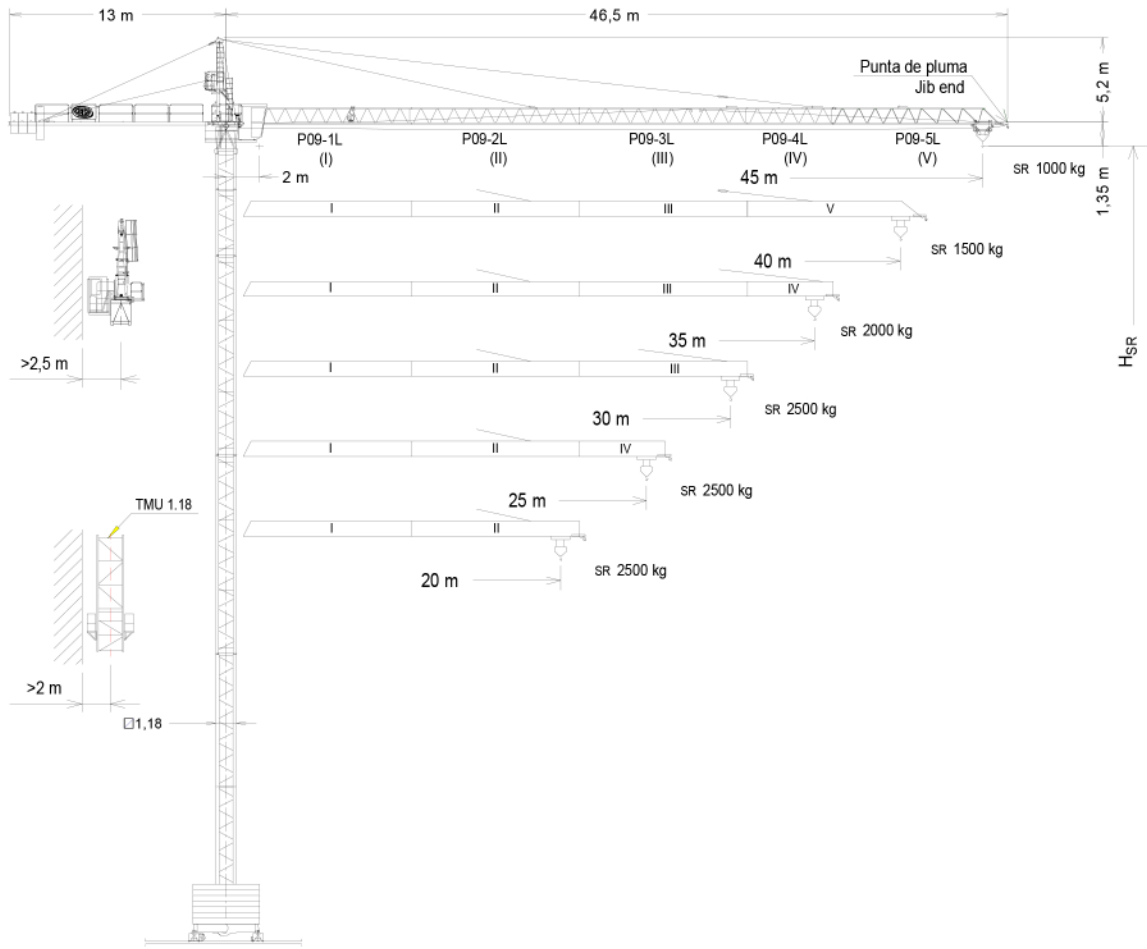 13 m
46,5 m
Punta de pluma
Jib end
5,2 m
P09-1L
(I)
P09-2L
(II)
P09-3L
(III)
P09-4L
(IV)
P09-5L
(V)
2 m
45 m
SR 1000 kg
1,35 m
I
II
III
V
40 m
SR 1500 kg
I
II
III
IV
35 m
SR 2000 kg
>2,5 m
HSR
I
II
III
30 m
SR 2500 kg
I
II
IV
25 m
SR 2500 kg
TMU 1.18
I
II
20 m
SR 2500 kg
>2 m
□1,18